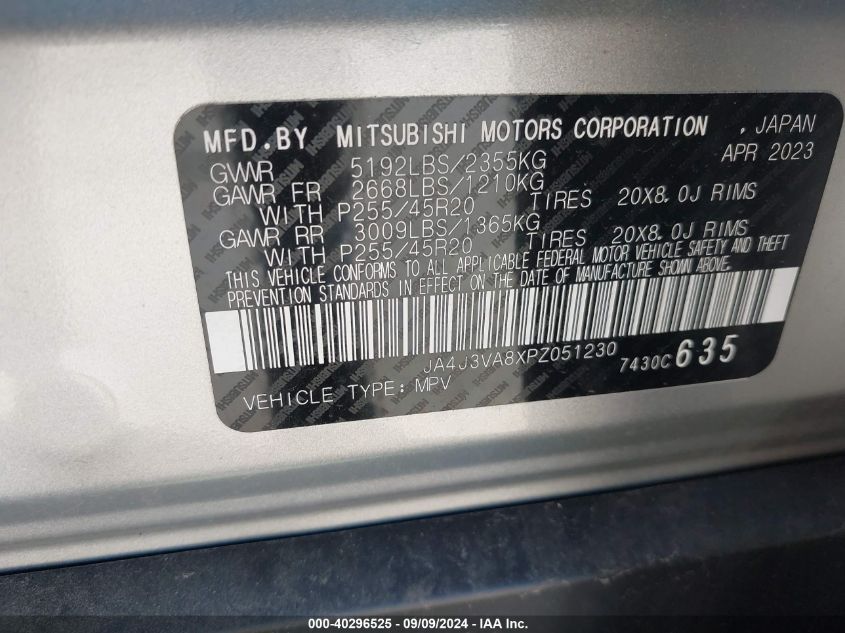 MFD.BY MITSUBISHI MOTORS CORPORATION , JAPAN
GVWR 5192LBS/2355KG APR 2023
GAWR FR 2668LBS/1210KG
WITH P255/45R20 TIRES 20X8.0J RIMS
GAWR RR 3009LBS/1365KG
WITH P255/45R20 TIRES 20X8.0J RIMS
THIS VEHICLE CONFORMS TO ALL APPLICABLE FEDERAL MOTOR VEHICLE SAFETY AND THEFT
PREVENTION STANDARDS IN EFFECT ON THE DATE OF MANUFACTURE SHOWN ABOVE.
JA4J3VA8XPZ051230 7430C 635
VEHICLE TYPE: MPV
000-40296525 - 09/09/2024 - IAA Inc.